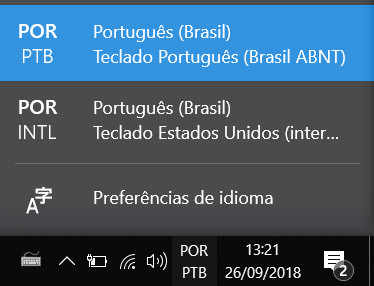 POR Português (Brasil)
PTB Teclado Português (Brasil ABNT)
POR Português (Brasil)
INTL Teclado Estados Unidos (inter...
字 Preferências de idioma
POR 13:21
PTB 26/09/2018 2